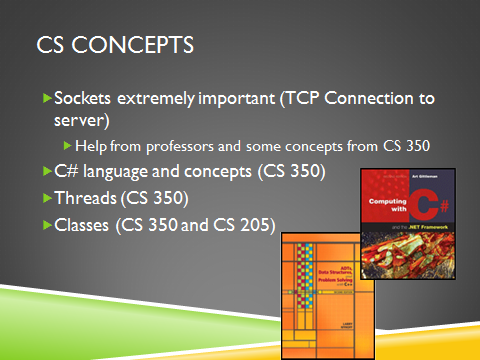 CS CONCEPTS
Sockets extremely important (TCP Connection to
server)
Help from professors and some concepts from CS 350
C# language and concepts (CS 350)
Threads (CS 350)
Classes (CS 350 and CS 205)
Art Gittleman
Computing
with C#
and the .NET Framework
ADTs,
Data Structures,
and Problem Solving
with C++